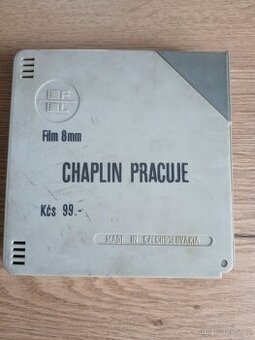 Film 8mm
CHAPLIN PRACUJE
Kčs 99.-
MADE IN CZECHOSLOVAKIA